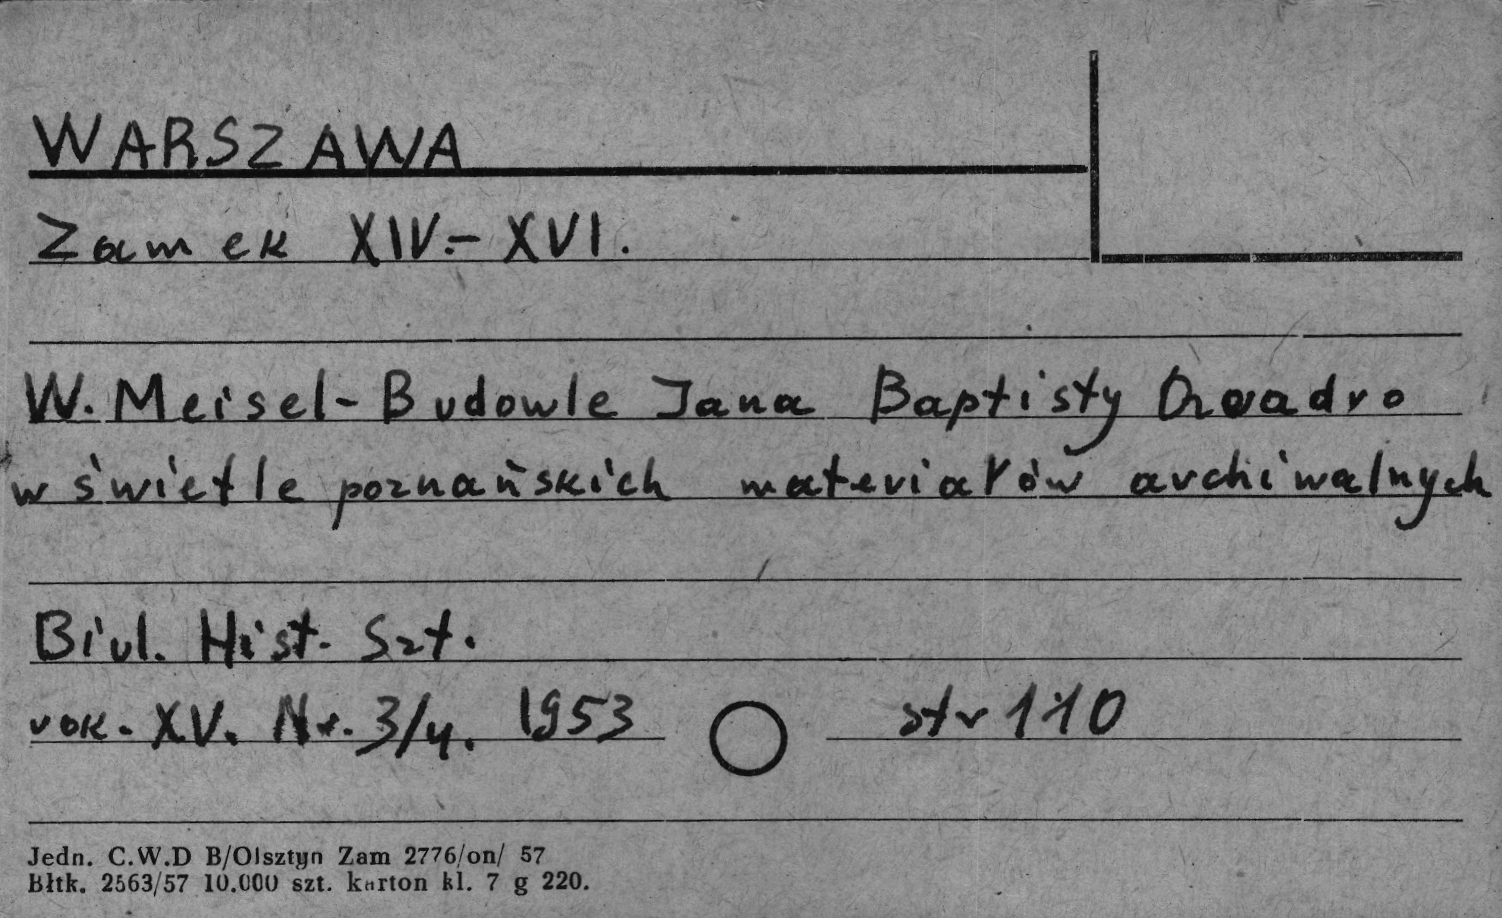 WARSZAWA
Zamek XIV.- XVI.
W. Meisel - Budowle Jana Baptisty Quadro
w świetle poznańskich materiałów archiwalnych
Biul. Hist. Szt.
rok. XV. Nr. 3/4. 1953 str 110
Jedn. C.W.D B/Olsztyn Zam 2776/on/ 57
Błtk. 2563/57 10.000 szt. karton kl. 7 g 220.